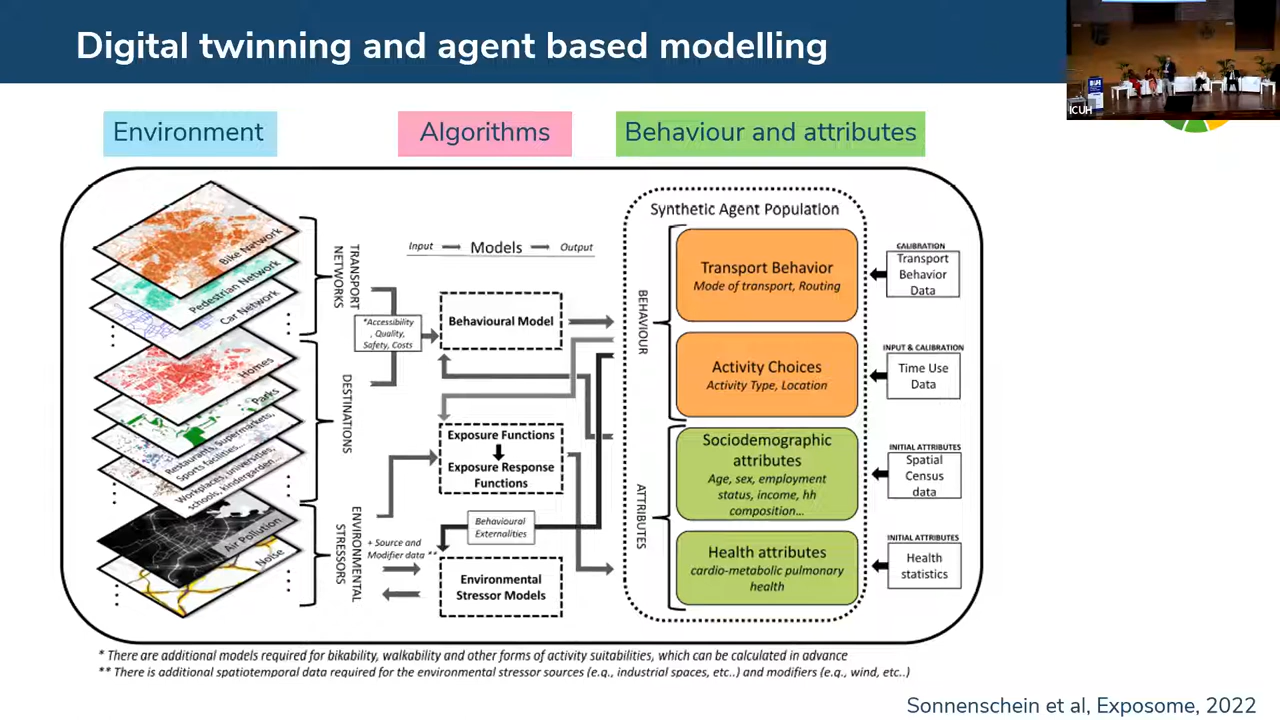 Digital twinning and agent based modelling
ICUH
Environment
Algorithms
Behaviour and attributes
Bike Network
Pedestrian Network
Car Network
TRANSPORT
NETWORKS
Homes
Parks
Restaurants, Supermarkets,
Sports facilities...
Workplaces, universities,
schools, kindergarden...
DESTINATIONS
Air Pollution
Noise
ENVIRONMENTAL
STRESSORS
Input
Models
Output
*Accessibility
, Quality,
Safety, Costs
Behavioural Model
Exposure Functions
Exposure Response
Functions
Behavioural
Externalities
+ Source and
Modifier data **
Environmental
Stressor Models
Synthetic Agent Population
BEHAVIOUR
Transport Behavior
Mode of transport, Routing
Activity Choices
Activity Type, Location
ATTRIBUTES
Sociodemographic
attributes
Age, sex, employment
status, income, hh
composition...
Health attributes
cardio-metabolic pulmonary
health
CALIBRATION
Transport
Behavior
Data
INPUT & CALIBRATION
Time Use
Data
INITIAL ATTRIBUTES
Spatial
Census
data
INITIAL ATTRIBUTES
Health
statistics
* There are additional models required for bikability, walkability and other forms of activity suitabilities, which can be calculated in advance
** There is additional spatiotemporal data required for the environmental stressor sources (e.g., industrial spaces, etc..) and modifiers (e.g., wind, etc..)
Sonnenschein et al, Exposome, 2022